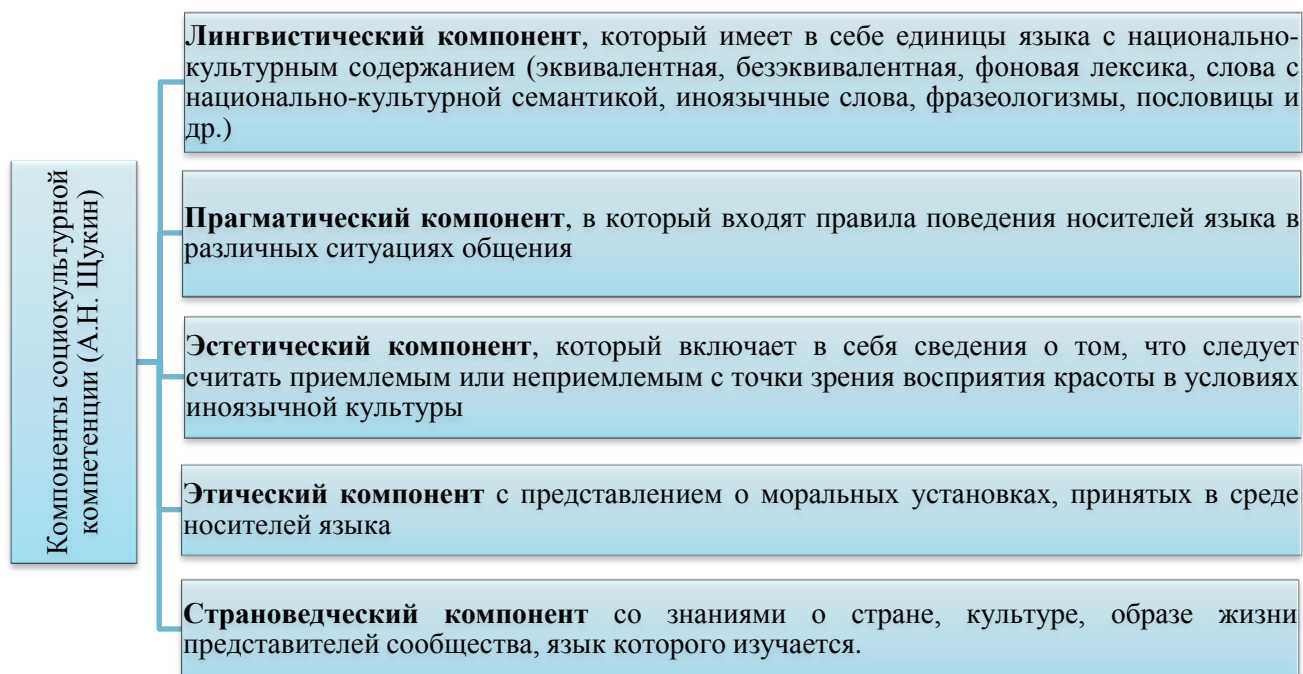 Компоненты социокультурной
компетенции (А.Н. Щукин)
Лингвистический компонент, который имеет в себе единицы языка с национально-
культурным содержанием (эквивалентная, безэквивалентная, фоновая лексика, слова с
национально-культурной семантикой, иноязычные слова, фразеологизмы, пословицы и
др.)
Прагматический компонент, в который входят правила поведения носителей языка в
различных ситуациях общения
Эстетический компонент, который включает в себя сведения о том, что следует
считать приемлемым или неприемлемым с точки зрения восприятия красоты в условиях
иноязычной культуры
Этический компонент с представлением о моральных установках, принятых в среде
носителей языка
Страноведческий компонент со знаниями о стране, культуре, образе жизни
представителей сообщества, язык которого изучается.